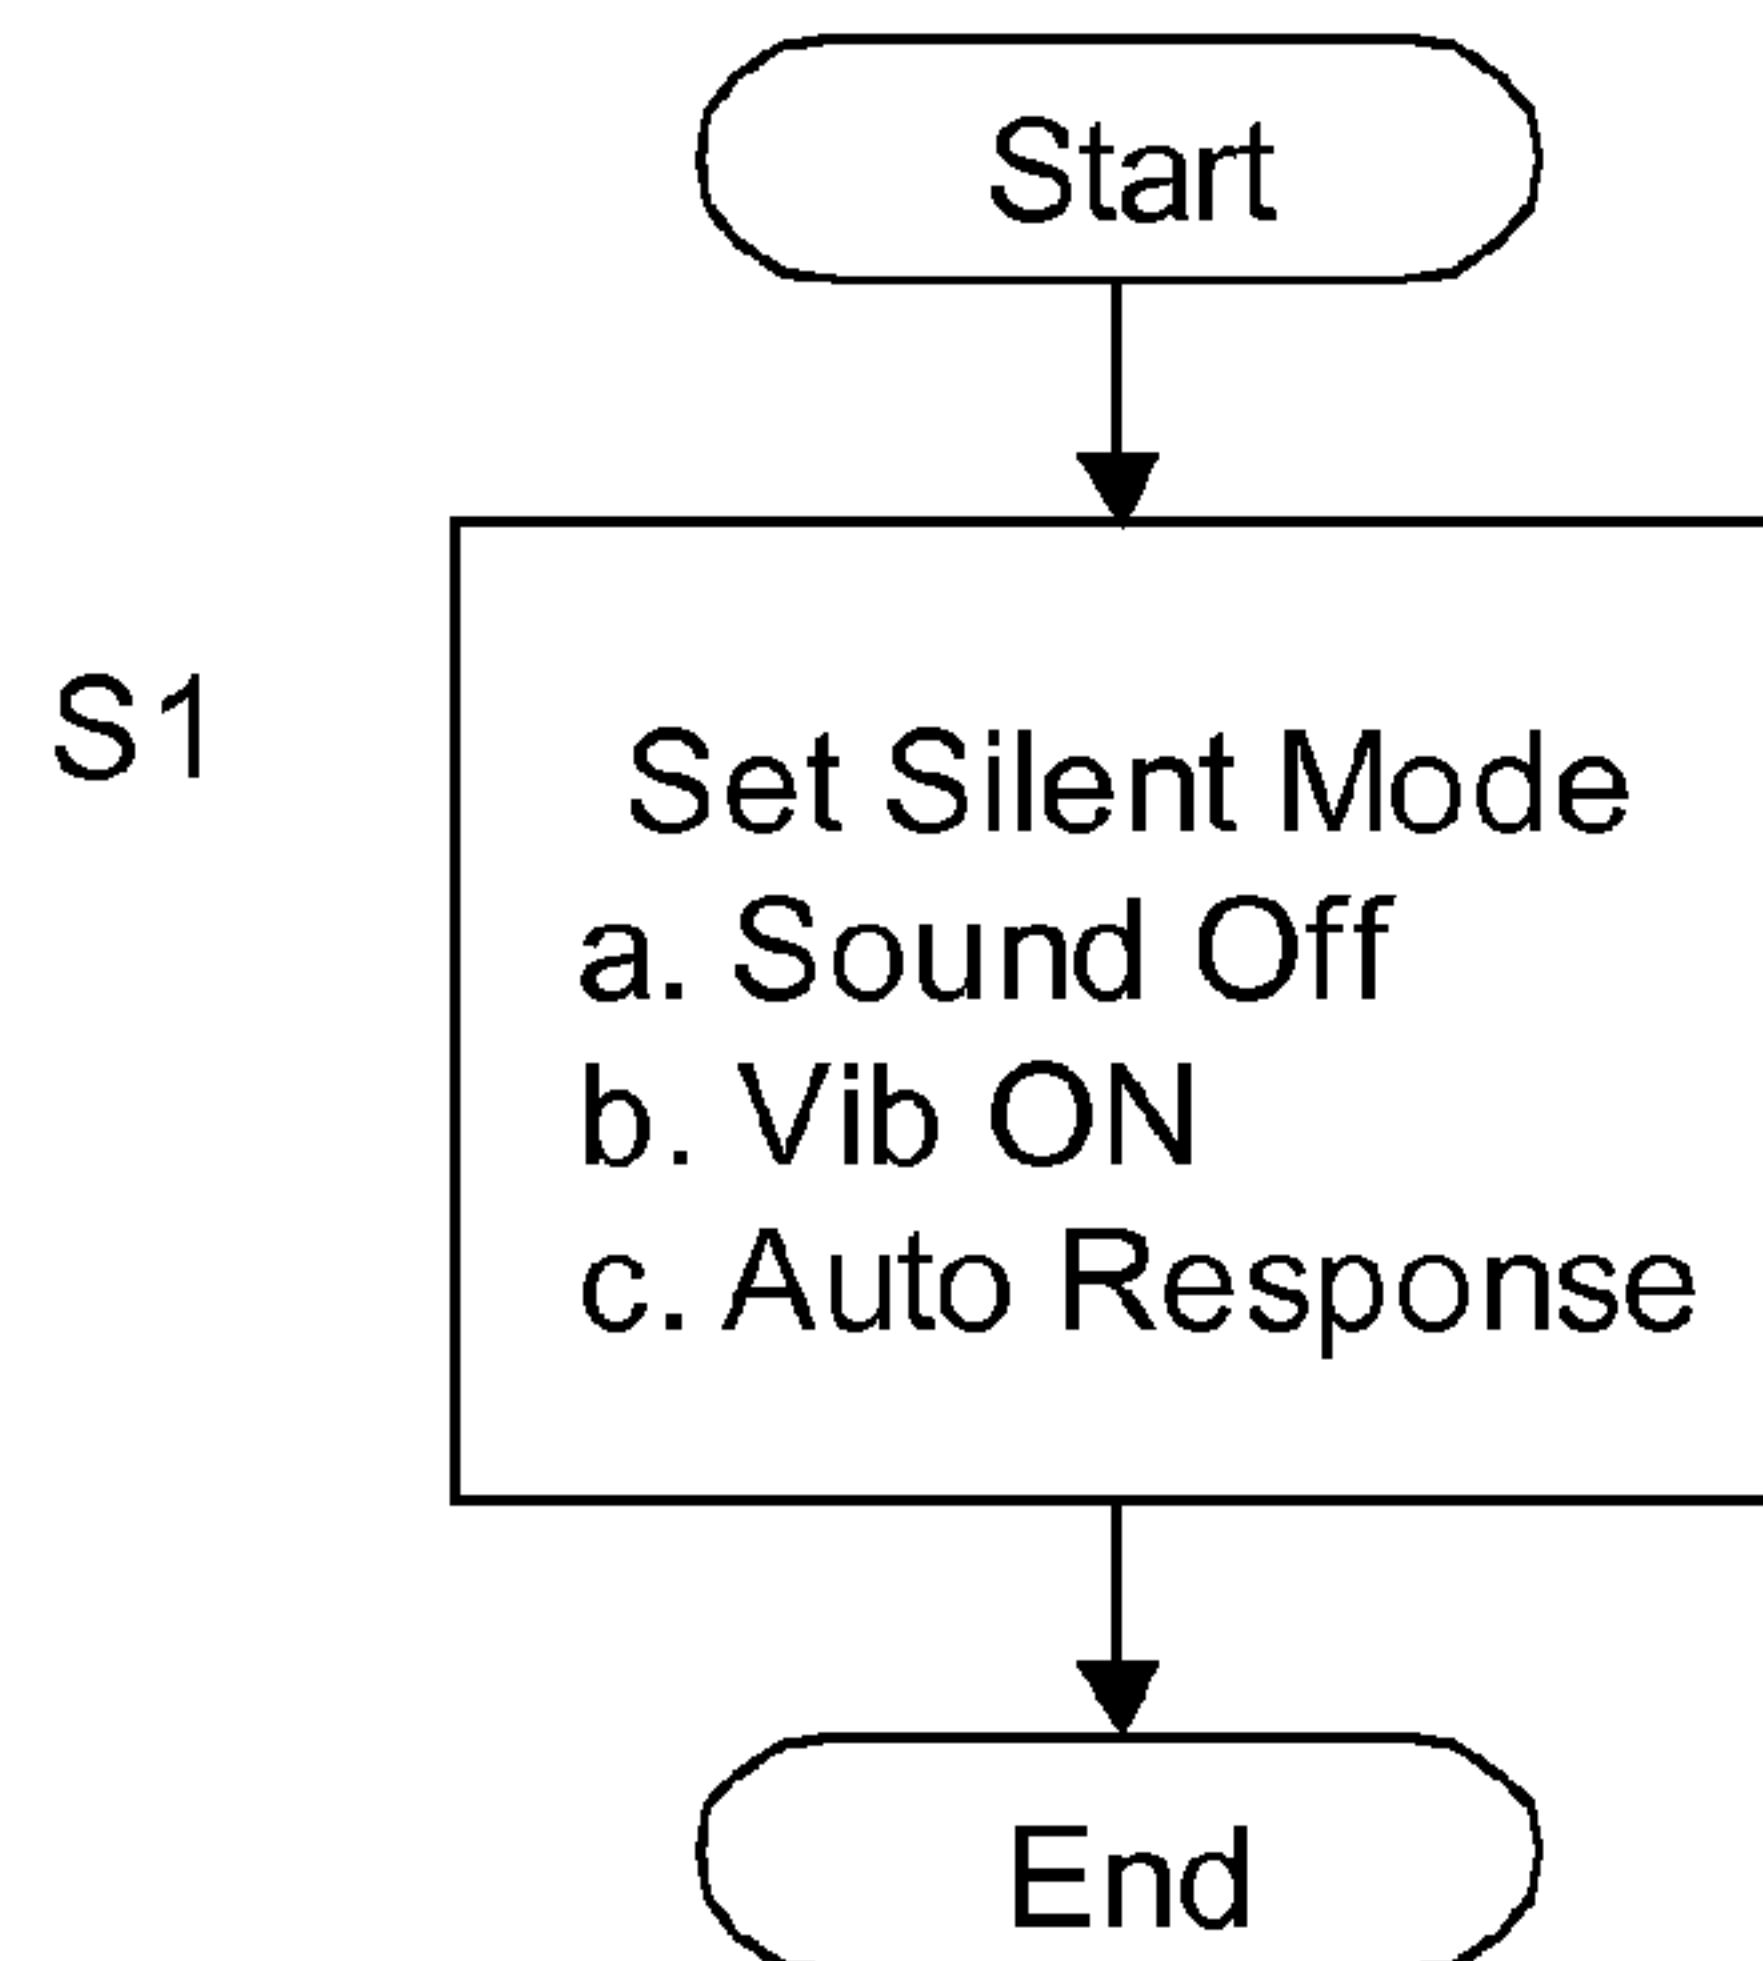 Start
S1
Set Silent Mode
a. Sound Off
b. Vib ON
c. Auto Response
End